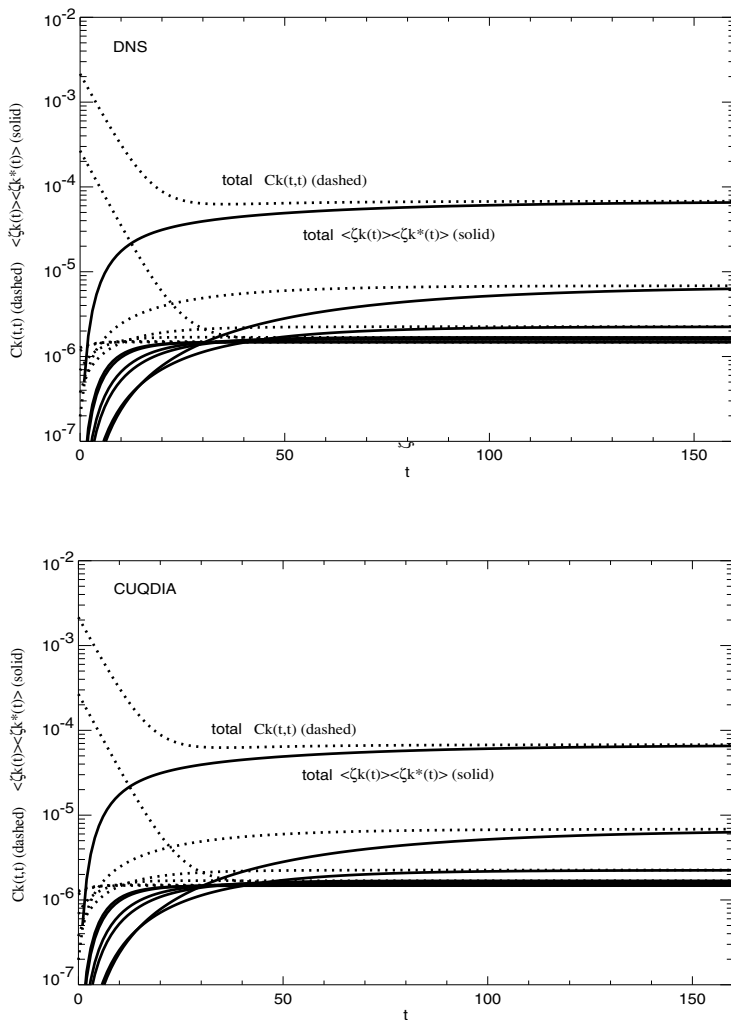 10-2
DNS
10-3
total Ck(t,t) (dashed)
10-4
total <ζk(t)><ζk*(t)> (solid)
10-5
10-6
10-7
Ck(t,t) (dashed) <ζk(t)><ζk*(t)> (solid)
0 50 100 150
t
10-2
CUQDIA
10-3
total Ck(t,t) (dashed)
10-4
total <ζk(t)><ζk*(t)> (solid)
10-5
10-6
10-7
Ck(t,t) (dashed) <ζk(t)><ζk*(t)> (solid)
0 50 100 150
t